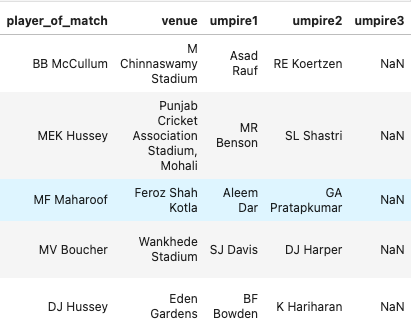 player_of_match venue umpire1 umpire2 umpire3
BB McCullum M Chinnaswamy Stadium Asad Rauf RE Koertzen NaN
MEK Hussey Punjab Cricket Association Stadium, Mohali MR Benson SL Shastri NaN
MF Maharoof Feroz Shah Kotla Aleem Dar GA Pratapkumar NaN
MV Boucher Wankhede Stadium SJ Davis DJ Harper NaN
DJ Hussey Eden Gardens BF Bowden K Hariharan NaN